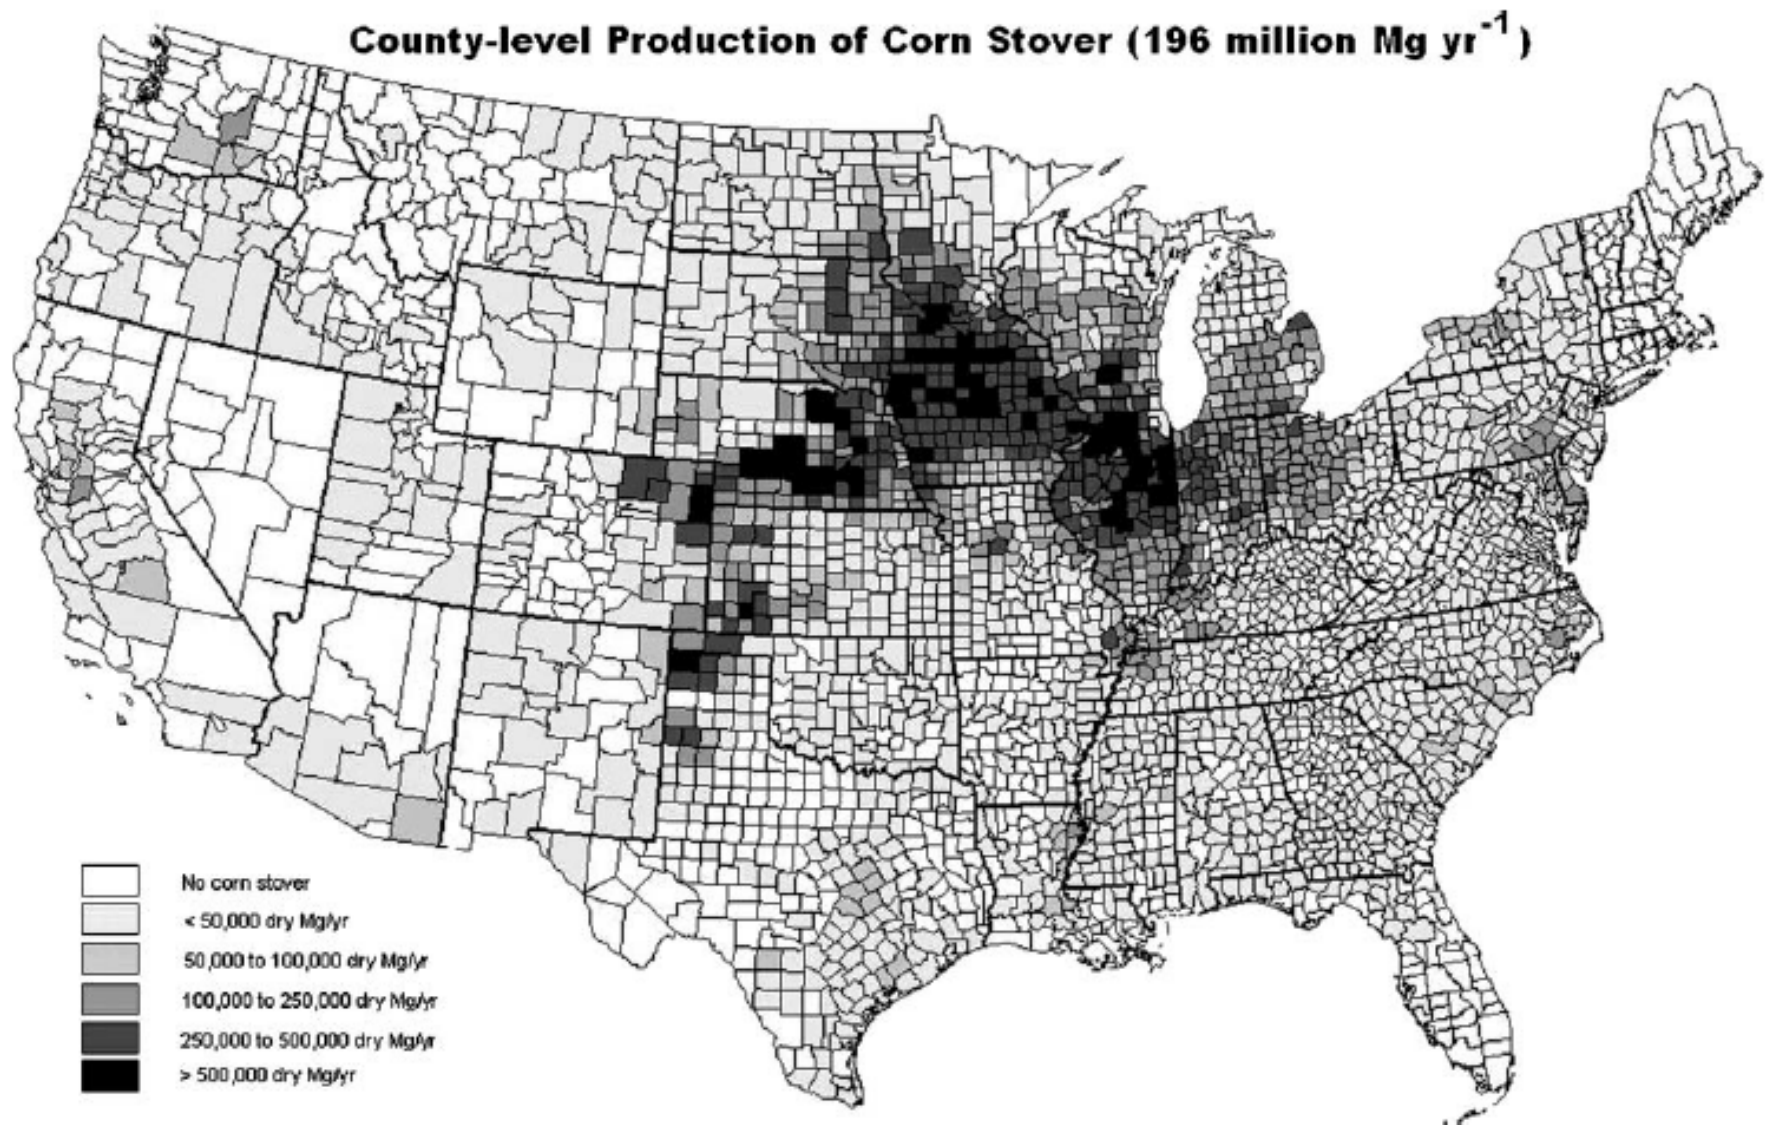 County-level Production of Corn Stover (196 million Mg yr-1)
No corn stover
< 50,000 dry Mg/yr
50,000 to 100,000 dry Mg/yr
100,000 to 250,000 dry Mg/yr
250,000 to 500,000 dry Mg/yr
> 500,000 dry Mg/yr